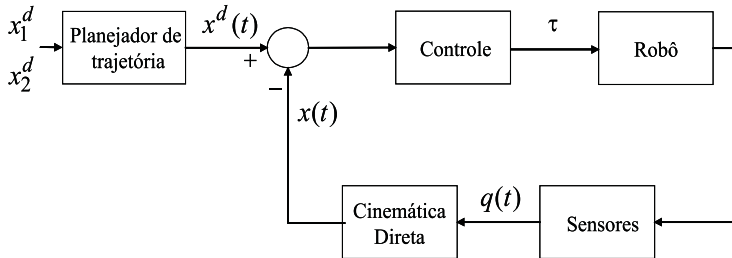 x₁ᵈ
x₂ᵈ
Planejador de
trajetória
xᵈ(t)
+
−
Controle
τ
Robô
x(t)
Cinemática
Direta
q(t)
Sensores